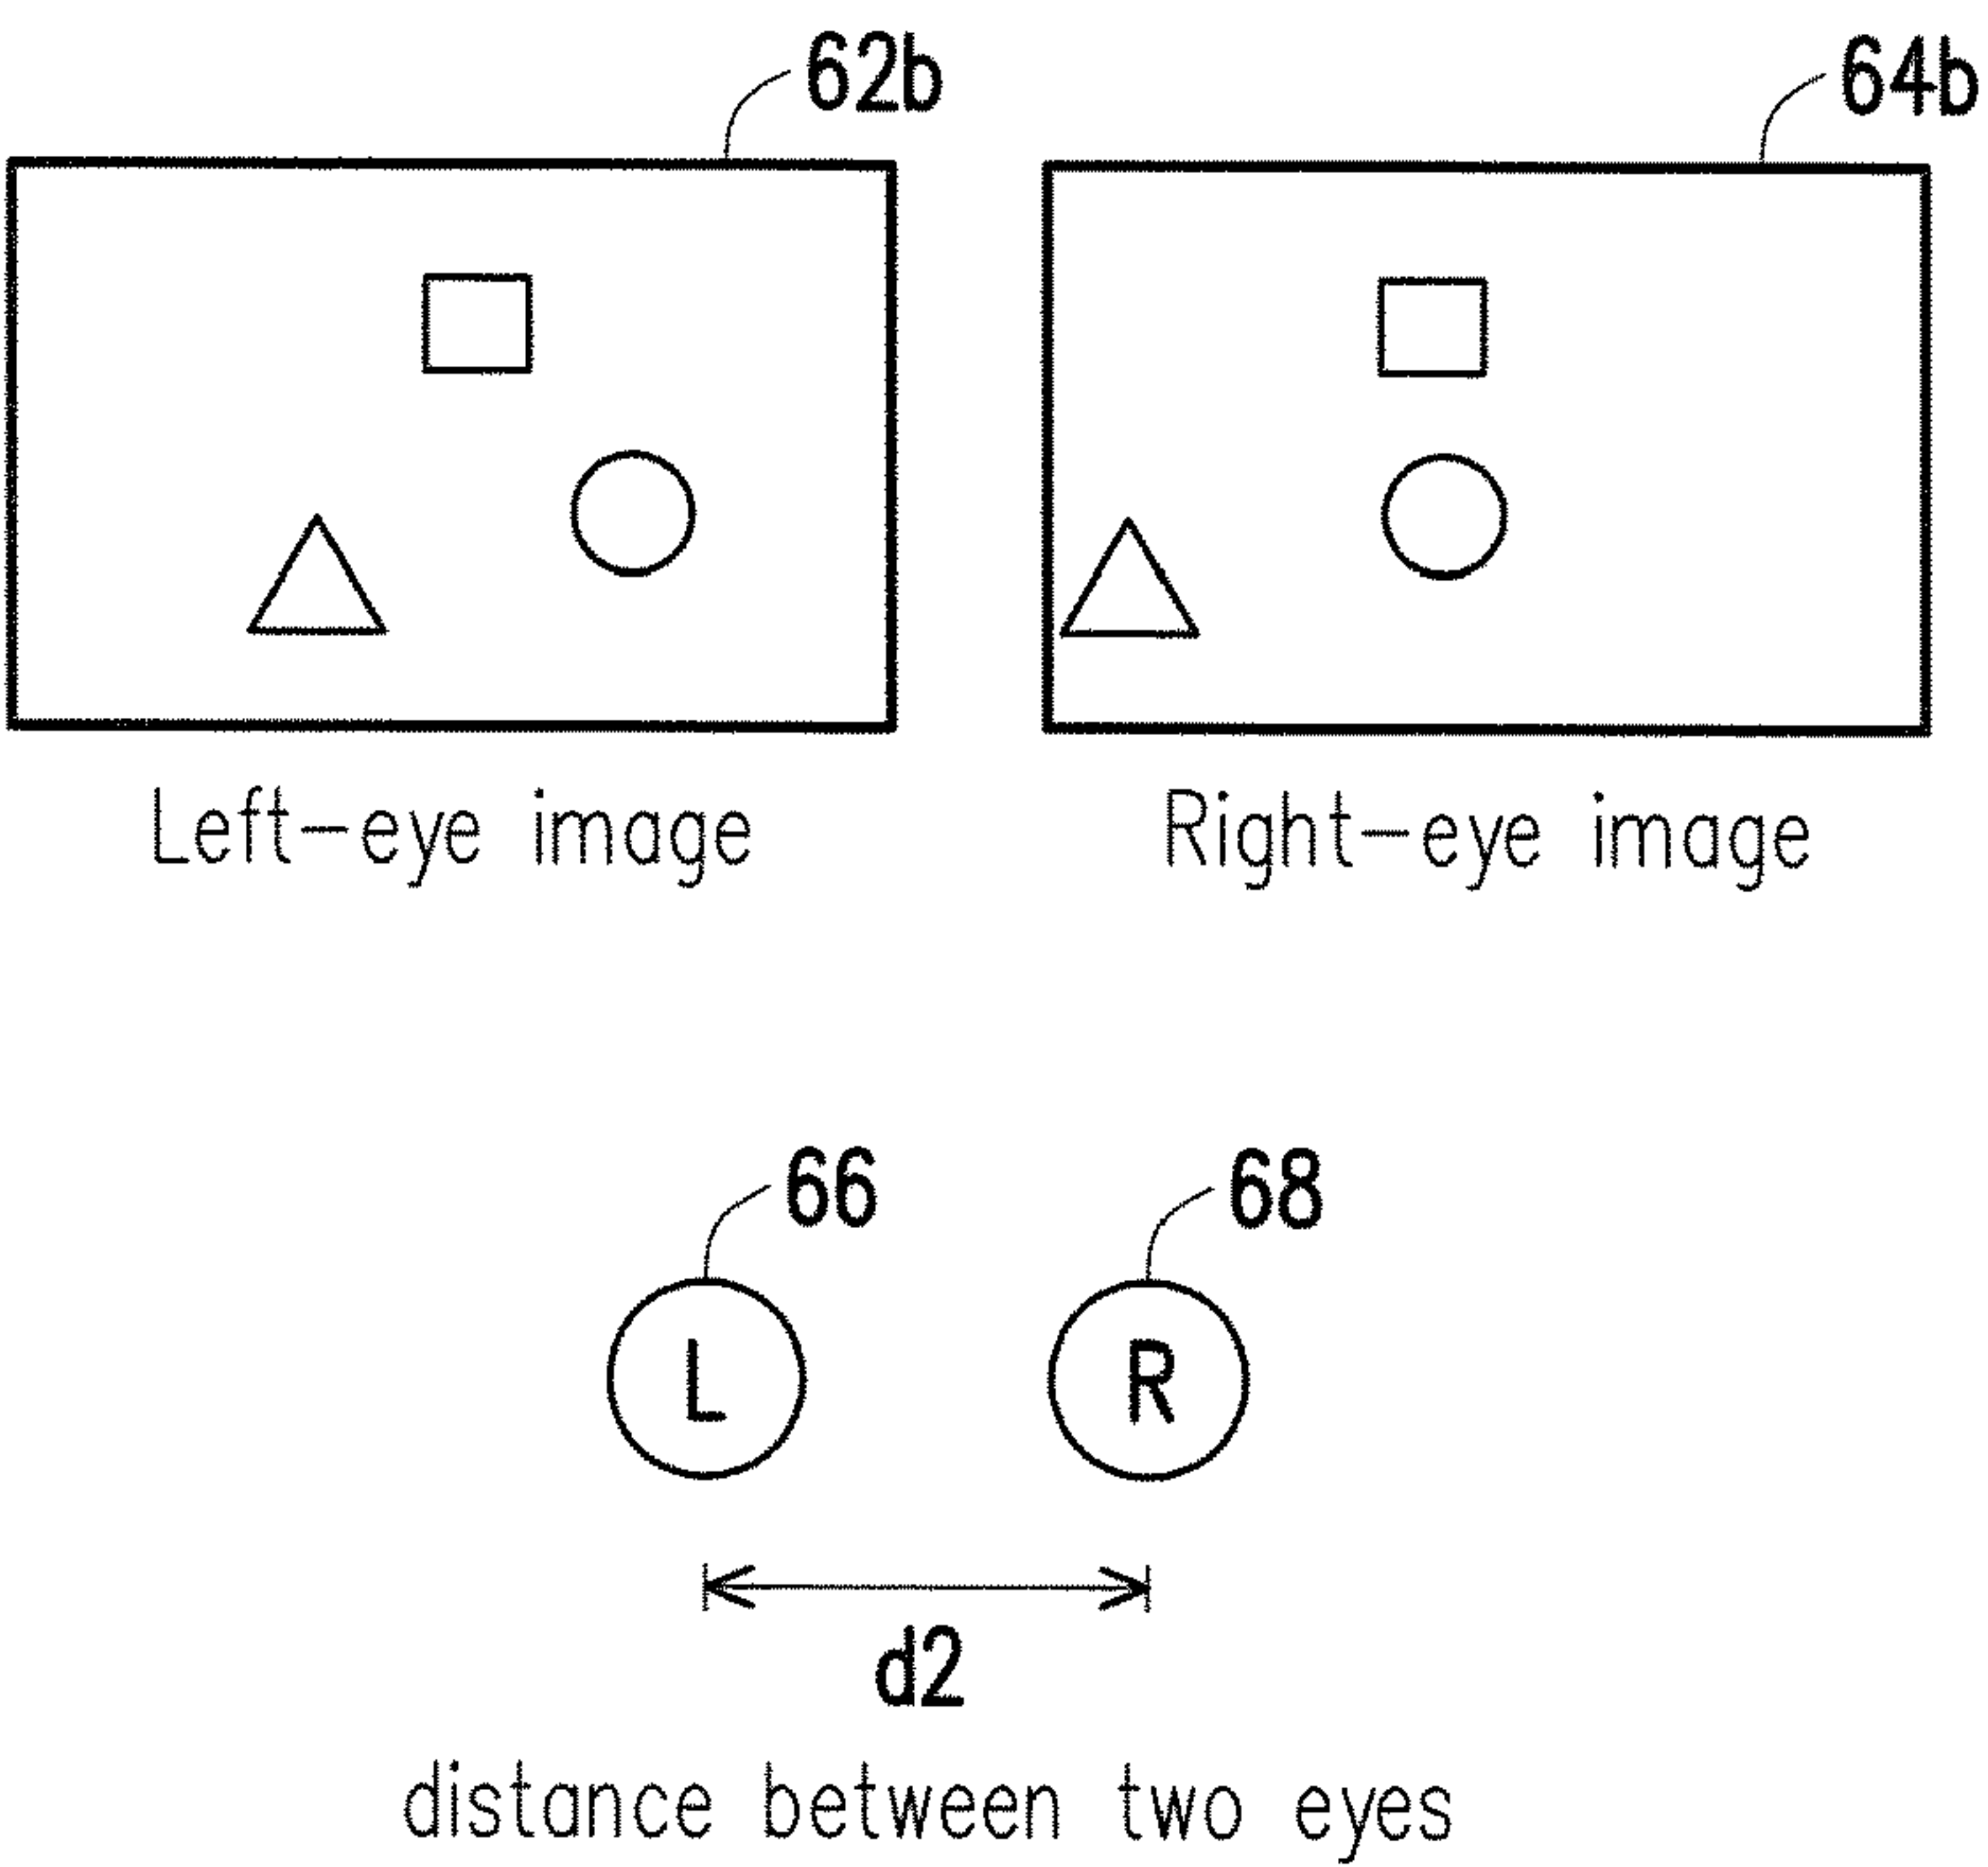 62b
64b
Left-eye image
Right-eye image
66
68
L
R
d2
distance between two eyes